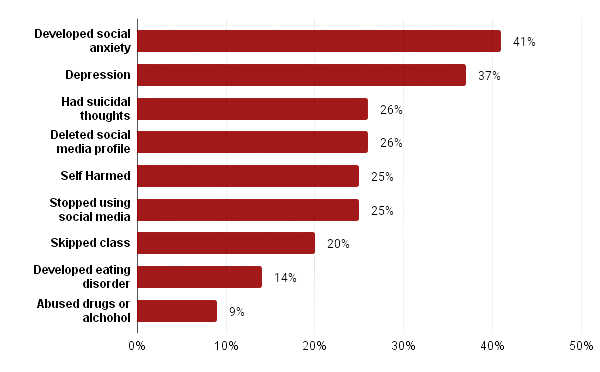 Developed social
anxiety
41%
Depression
37%
Had suicidal
thoughts
26%
Deleted social
media profile
26%
Self Harmed
25%
Stopped using
social media
25%
Skipped class
20%
Developed eating
disorder
14%
Abused drugs or
alchohol
9%
0% 10% 20% 30% 40% 50%